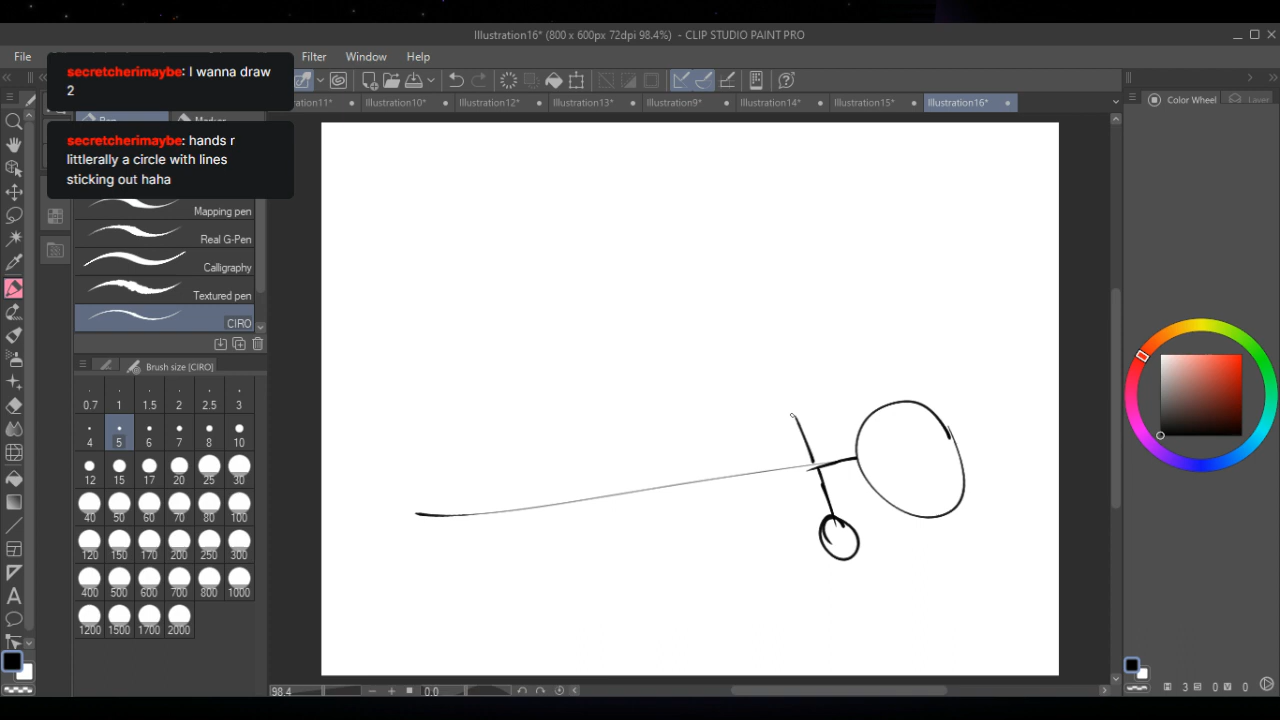 Illustration16* (800 x 600px 72dpi 98.4%) - CLIP STUDIO PAINT PRO
File Filter Window Help
secretcherimaybe: I wanna draw
2
secretcherimaybe: hands r
littlerally a circle with lines
sticking out haha
Illustration10* Illustration12* Illustration13* Illustration9* Illustration14* Illustration15* Illustration16*
Color Wheel Layer
Pen Marker
Mapping pen
Real G-Pen
Calligraphy
Textured pen
CIRO
Brush size [CIRO]
0.7 1 1.5 2 2.5 3
4 5 6 7 8 10
12 15 17 20 25 30
40 50 60 70 80 100
120 150 170 200 250 300
400 500 600 700 800 1000
1200 1500 1700 2000
98.4 0.0
3 0 0